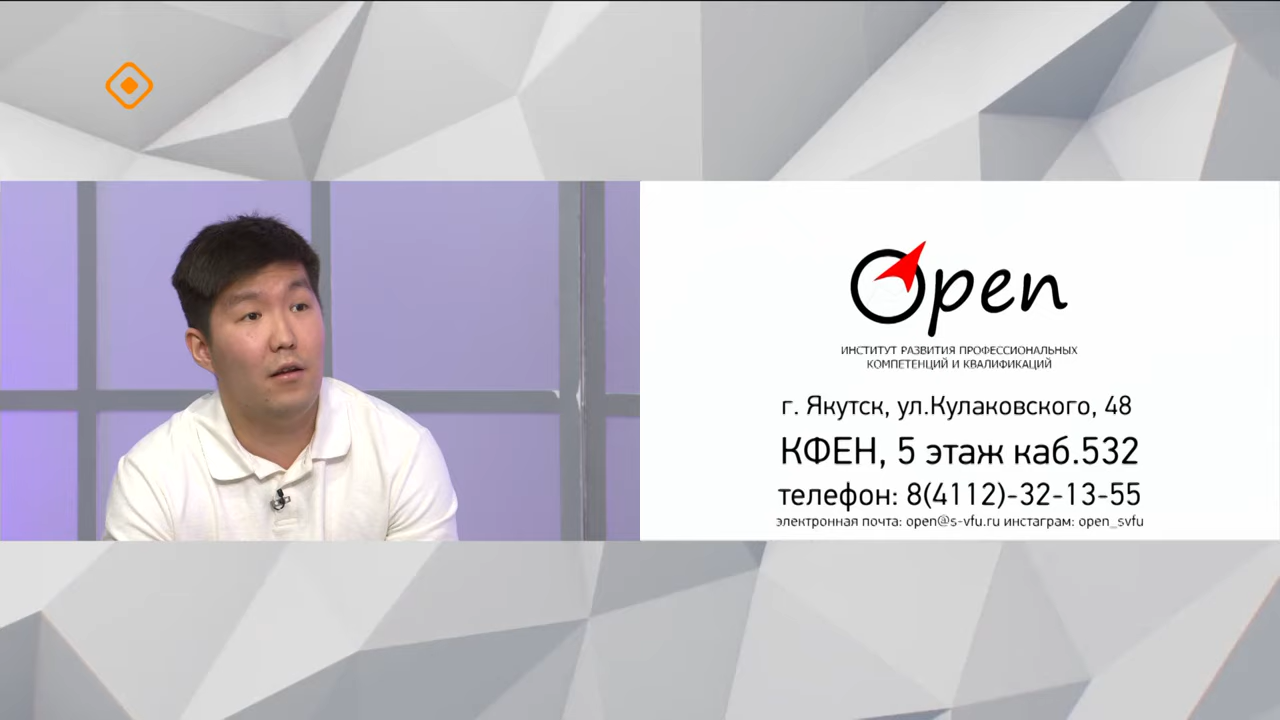 Open
ИНСТИТУТ РАЗВИТИЯ ПРОФЕССИОНАЛЬНЫХ
КОМПЕТЕНЦИЙ И КВАЛИФИКАЦИЙ
г. Якутск, ул.Кулаковского, 48
КФЕН, 5 этаж каб.532
телефон: 8(4112)-32-13-55
электронная почта: open@s-vfu.ru инстаграм: open_svfu